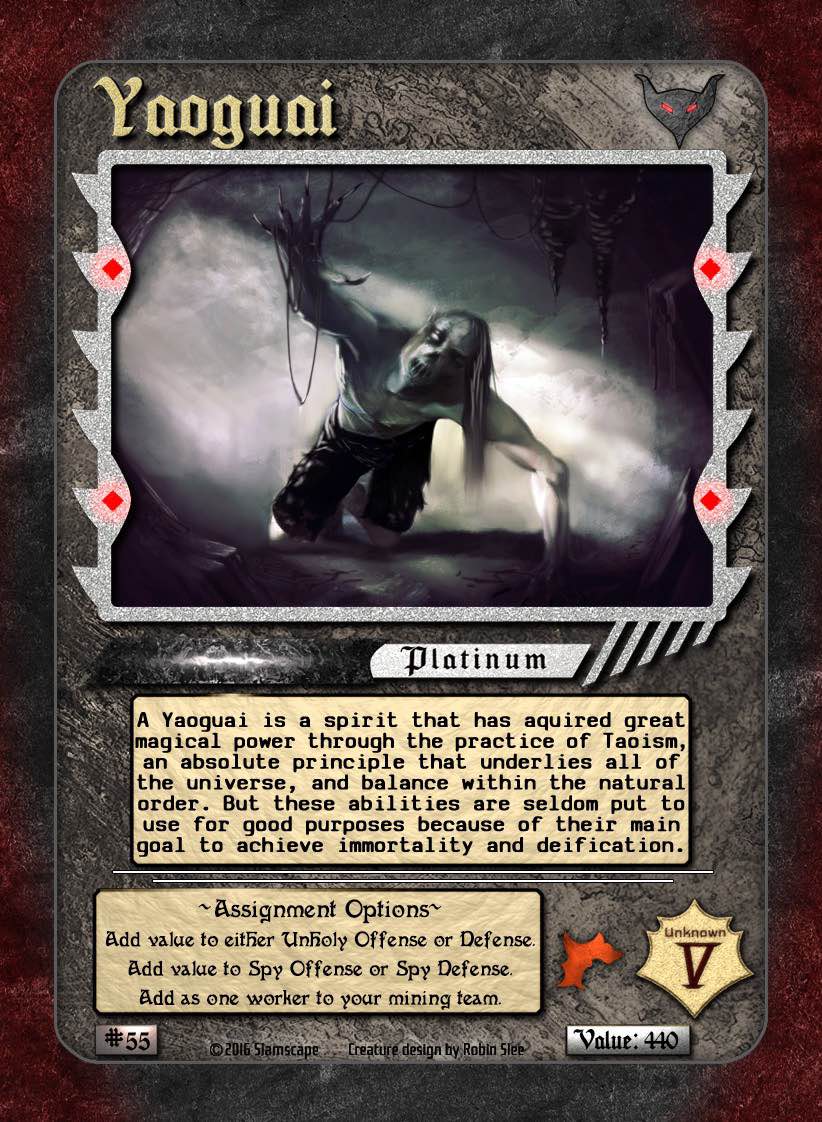 Yaoguai
Platinum
A Yaoguai is a spirit that has aquired great
magical power through the practice of Taoism,
an absolute principle that underlies all of
the universe, and balance within the natural
order. But these abilities are seldom put to
use for good purposes because of their main
goal to achieve immortality and deification.
~Assignment Options~
Add value to either Unholy Offense or Defense.
Add value to Spy Offense or Spy Defense.
Add as one worker to your mining team.
Unknown
V
#55
©2016 Slamscape Creature design by Robin Slee
Value: 440